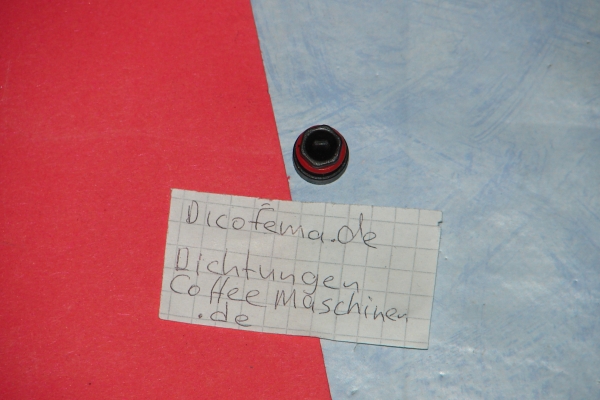 Dicofema.de
Dichtungen
Coffee maschinen
.de